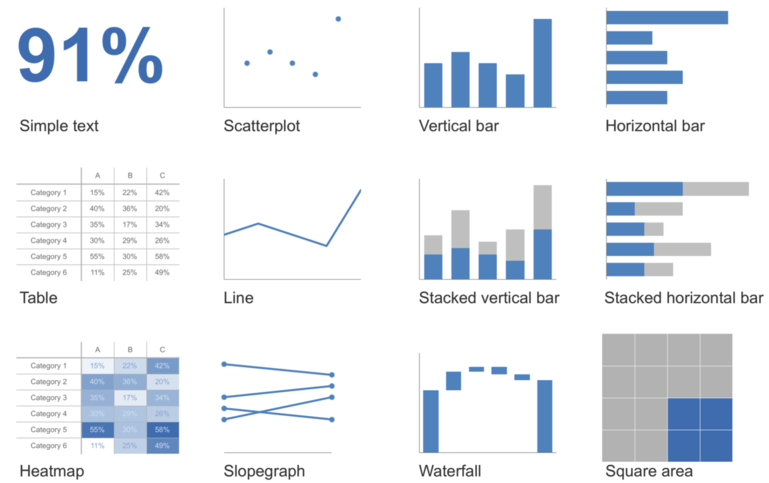 91%
Simple text
Scatterplot
Vertical bar
Horizontal bar
A B C
Category 1 15% 22% 42%
Category 2 40% 36% 20%
Category 3 35% 17% 34%
Category 4 30% 29% 26%
Category 5 55% 30% 58%
Category 6 11% 25% 49%
Table
Line
Stacked vertical bar
Stacked horizontal bar
A B C
Category 1 15% 22% 42%
Category 2 40% 36% 20%
Category 3 35% 17% 34%
Category 4 30% 29% 26%
Category 5 55% 30% 58%
Category 6 11% 25% 49%
Heatmap
Slopegraph
Waterfall
Square area